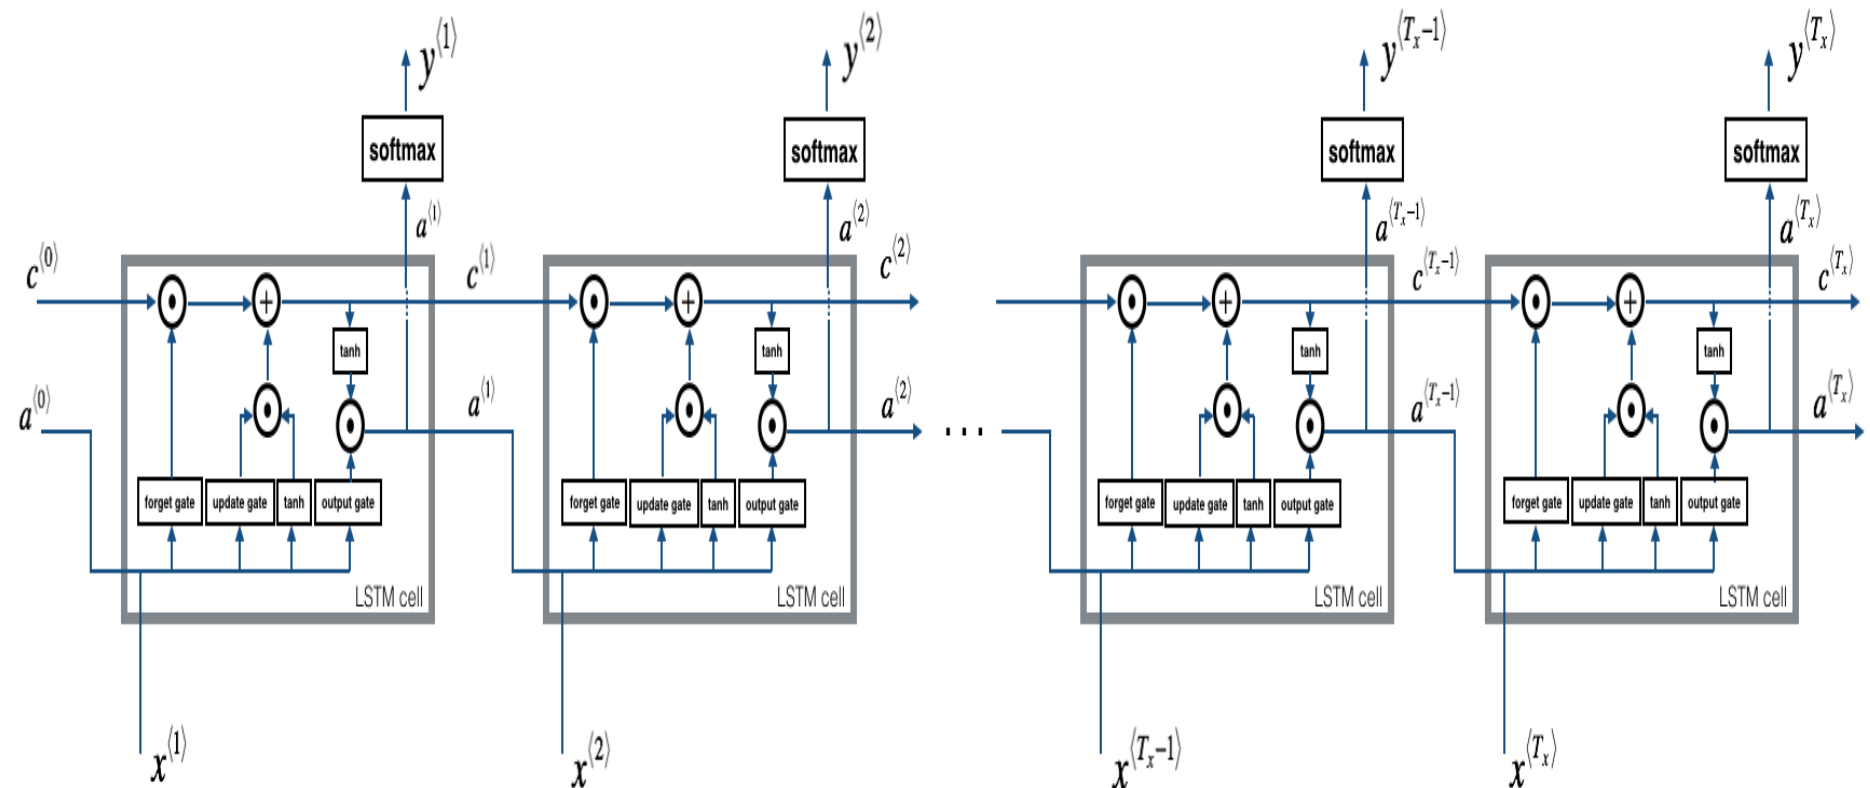 y⟨1⟩ y⟨2⟩ y⟨Tₓ−1⟩ y⟨Tₓ⟩
softmax softmax softmax softmax
a⟨1⟩ a⟨2⟩ a⟨Tₓ−1⟩ a⟨Tₓ⟩
c⟨0⟩ c⟨1⟩ c⟨2⟩ c⟨Tₓ−1⟩ c⟨Tₓ⟩
+ + + +
tanh tanh tanh tanh
a⟨0⟩ a⟨1⟩ a⟨2⟩ ... a⟨Tₓ−1⟩ a⟨Tₓ⟩
forget gate update gate tanh output gate forget gate update gate tanh output gate forget gate update gate tanh output gate forget gate update gate tanh output gate
LSTM cell LSTM cell LSTM cell LSTM cell
x⟨1⟩ x⟨2⟩ x⟨Tₓ−1⟩ x⟨Tₓ⟩